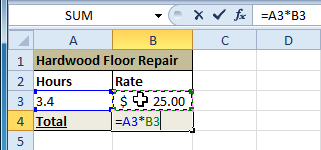 SUM =A3*B3
A B C D
1 Hardwood Floor Repair
2 Hours Rate
3 3.4 $ 25.00
4 Total =A3*B3